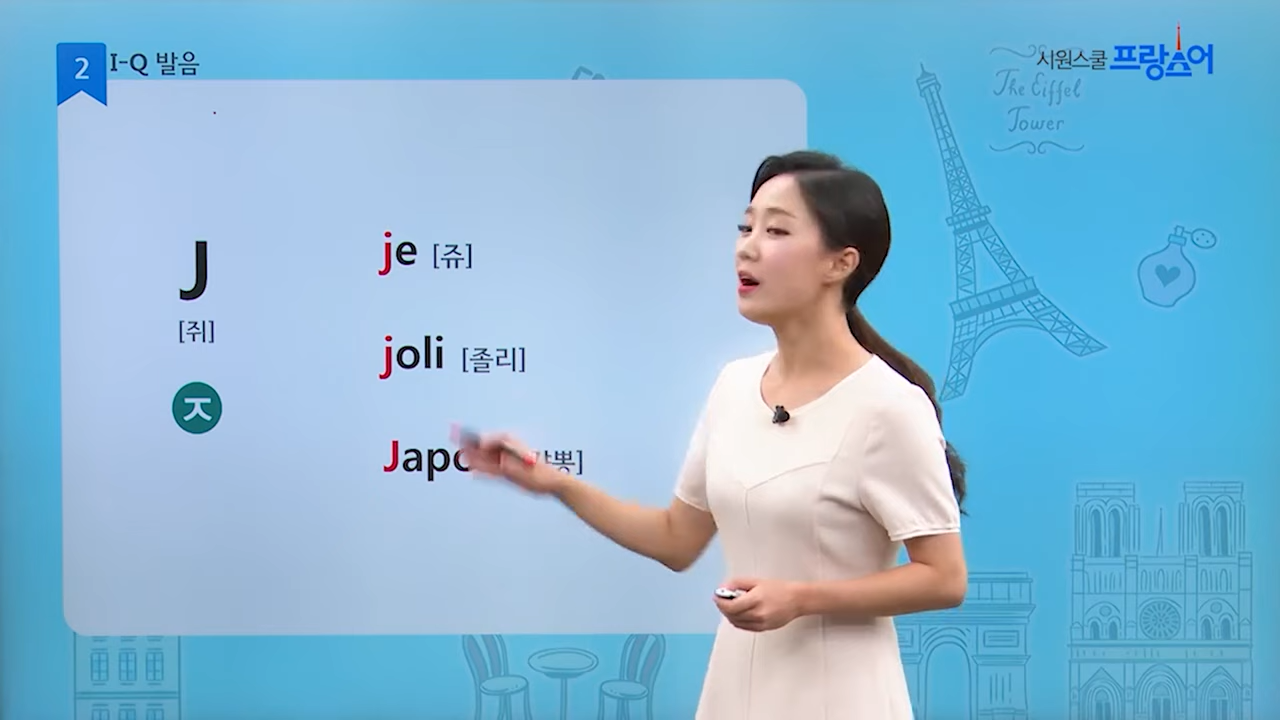 2 I-Q 발음
시원스쿨 프랑스어
The Eiffel
Tower
J
[쥐]
ㅈ
je [쥬]
joli [졸리]